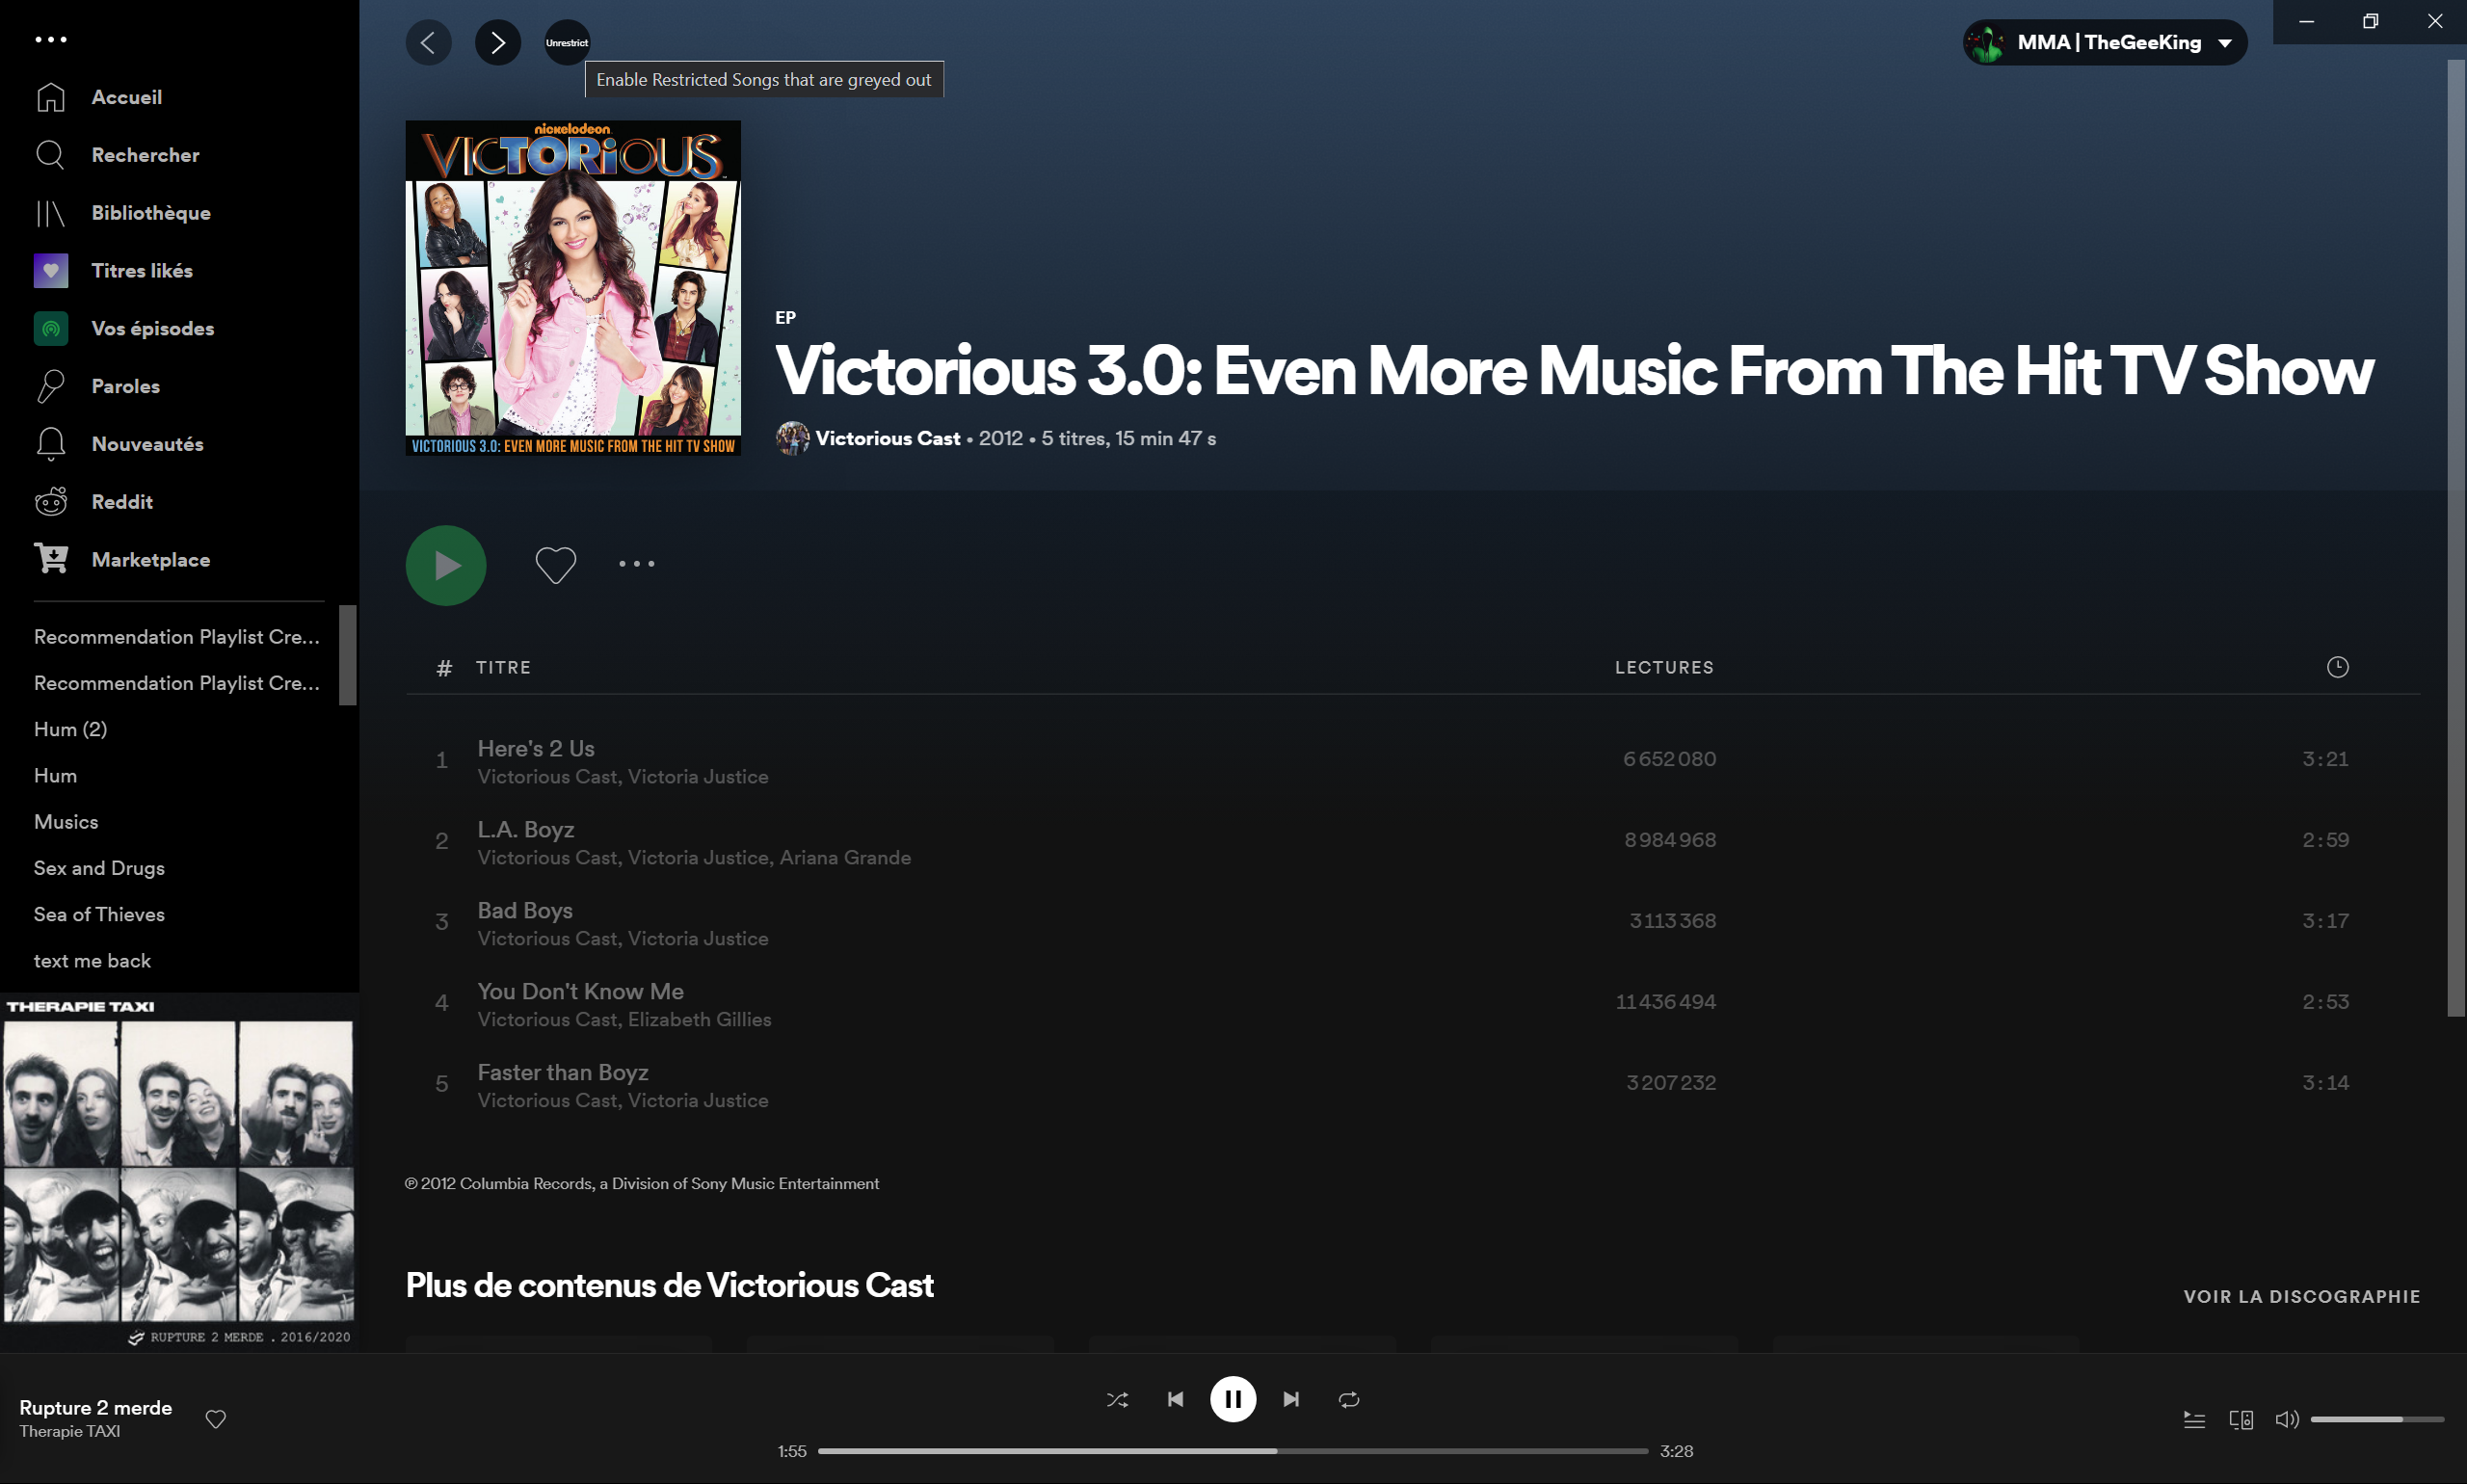 Accueil
Rechercher
Bibliothèque
Titres likés
Vos épisodes
Paroles
Nouveautés
Reddit
Marketplace
Recommendation Playlist Cre...
Recommendation Playlist Cre...
Hum (2)
Hum
Musics
Sex and Drugs
Sea of Thieves
text me back
THERAPIE TAXI
RUPTURE 2 MERDE . 2016/2020
Unrestrict
Enable Restricted Songs that are greyed out
MMA | TheGeeKing
nickelodeon
VICTORiOUS
VICTORIOUS 3.0: EVEN MORE MUSIC FROM THE HIT TV SHOW
EP
Victorious 3.0: Even More Music From The Hit TV Show
Victorious Cast • 2012 • 5 titres, 15 min 47 s
# TITRE LECTURES
1 Here's 2 Us 6 652 080 3:21
Victorious Cast, Victoria Justice
2 L.A. Boyz 8 984 968 2:59
Victorious Cast, Victoria Justice, Ariana Grande
3 Bad Boys 3 113 368 3:17
Victorious Cast, Victoria Justice
4 You Don't Know Me 11 436 494 2:53
Victorious Cast, Elizabeth Gillies
5 Faster than Boyz 3 207 232 3:14
Victorious Cast, Victoria Justice
℗ 2012 Columbia Records, a Division of Sony Music Entertainment
Plus de contenus de Victorious Cast
VOIR LA DISCOGRAPHIE
Rupture 2 merde
Therapie TAXI
1:55 3:28